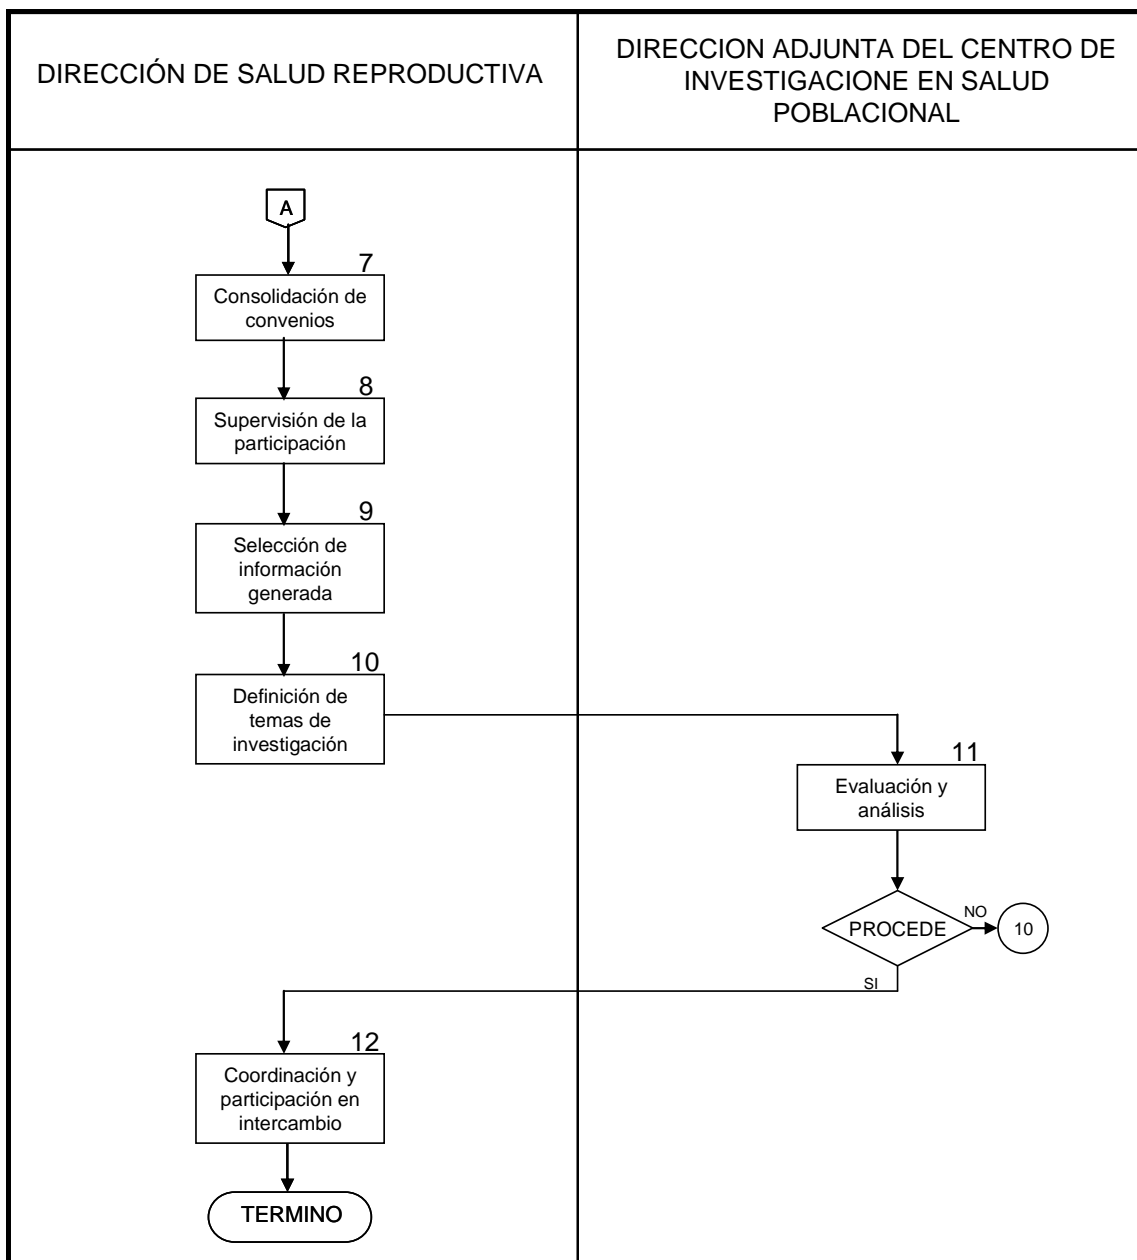 DIRECCIÓN DE SALUD REPRODUCTIVA
DIRECCION ADJUNTA DEL CENTRO DE
INVESTIGACIONE EN SALUD
POBLACIONAL
A
7
Consolidación de
convenios
8
Supervisión de la
participación
9
Selección de
información
generada
10
Definición de
temas de
investigación
11
Evaluación y
análisis
PROCEDE
NO
10
SI
12
Coordinación y
participación en
intercambio
TERMINO